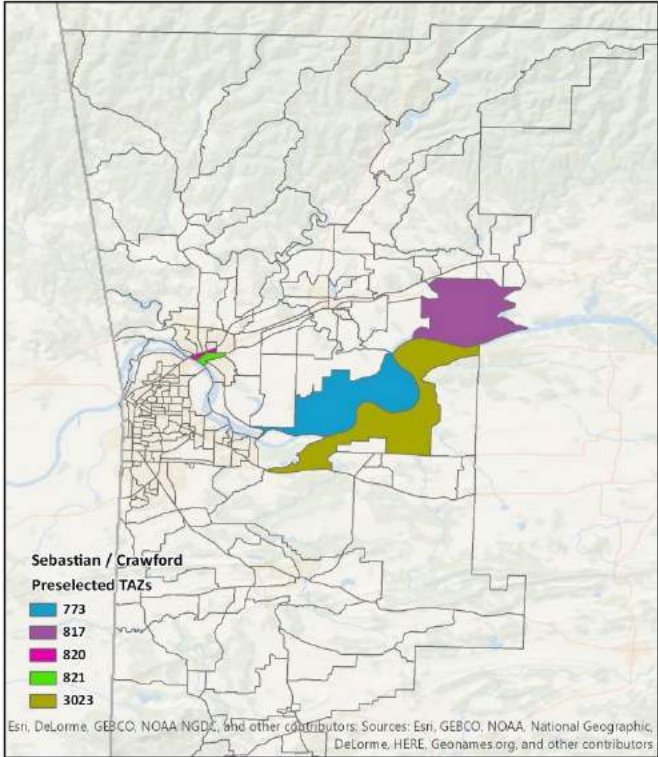 Sebastian / Crawford
Preselected TAZs
773
817
820
821
3023
Esri, DeLorme, GEBCO, NOAA NGDC, and other contributors; Sources: Esri, GEBCO, NOAA, National Geographic,
DeLorme, HERE, Geonames.org, and other contributors